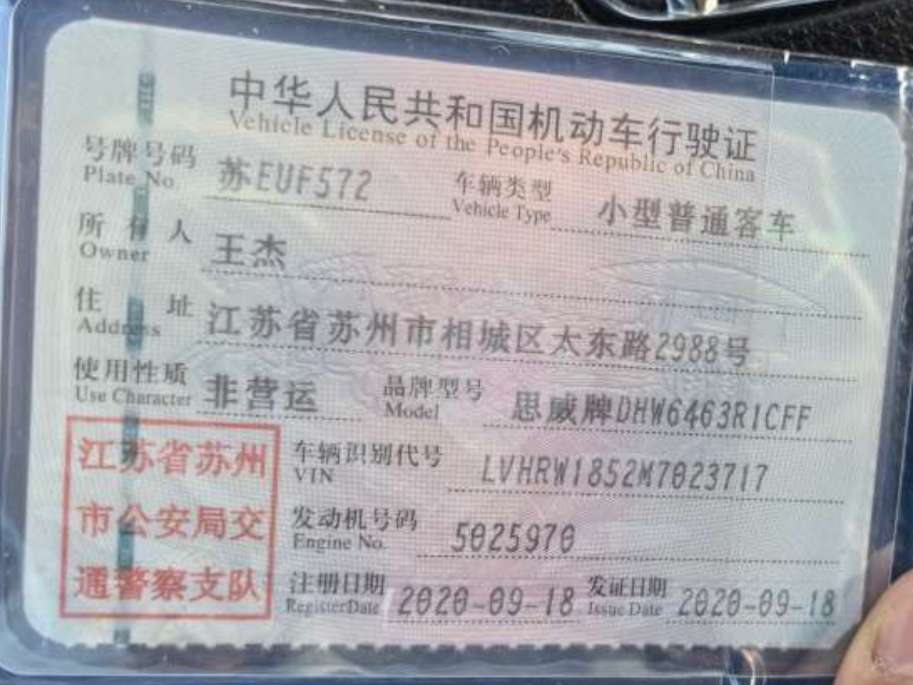 中华人民共和国机动车行驶证
Vehicle License of the People's Republic of China
号牌号码 苏EUF572 车辆类型 小型普通客车
Plate No. Vehicle Type
所有人 王杰
Owner
住址 江苏省苏州市相城区太东路2988号
Address
使用性质 非营运 品牌型号 思威牌DHW6463R1CFF
Use Character Model
江苏省苏州
市公安局交
通警察支队
车辆识别代号 LVHRW1852M7023717
VIN
发动机号码 5025970
Engine No.
注册日期 2020-09-18 发证日期 2020-09-18
Register Date Issue Date